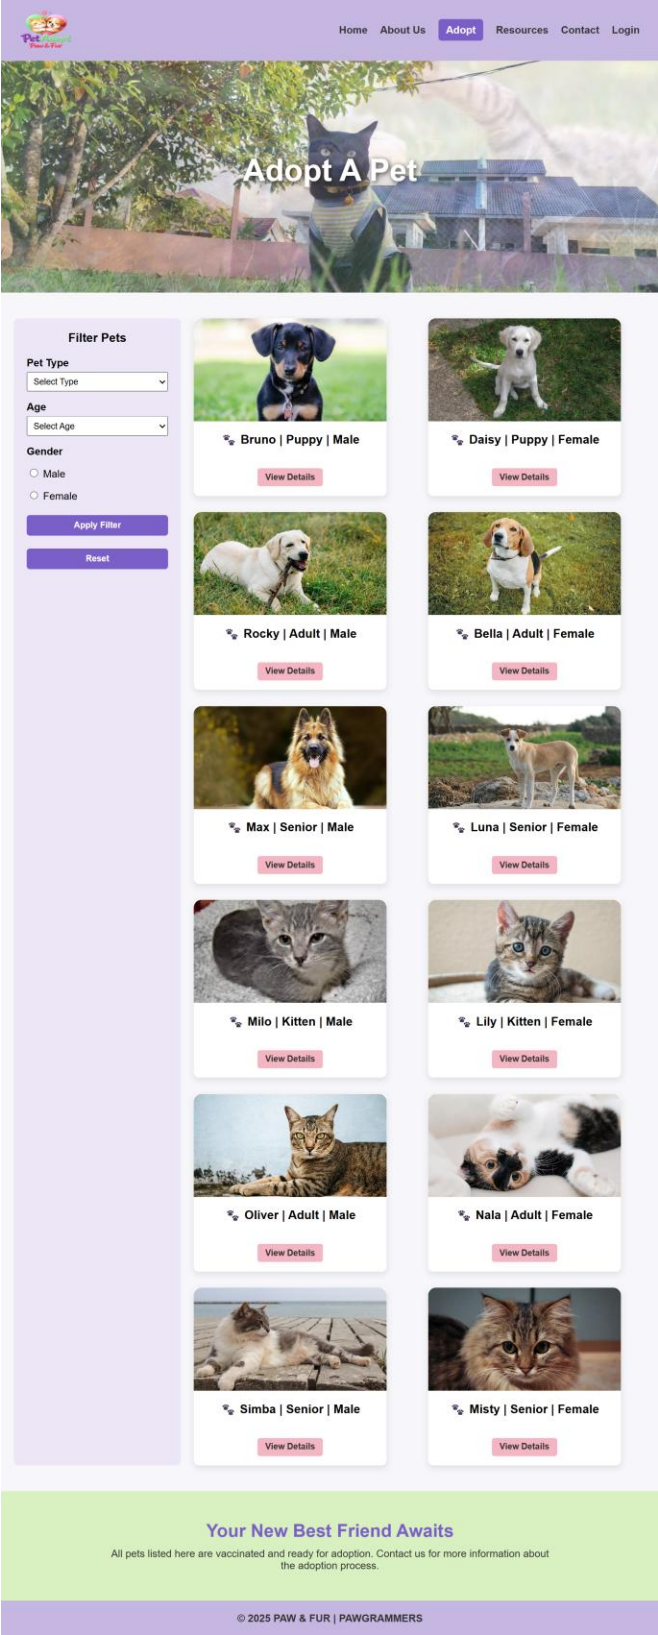 PetAdopt
Paw & Fur
Home
About Us
Adopt
Resources
Contact
Login
Adopt A Pet
Filter Pets
Pet Type
Select Type
Age
Select Age
Gender
Male
Female
Apply Filter
Reset
Bruno | Puppy | Male
View Details
Daisy | Puppy | Female
View Details
Rocky | Adult | Male
View Details
Bella | Adult | Female
View Details
Max | Senior | Male
View Details
Luna | Senior | Female
View Details
Milo | Kitten | Male
View Details
Lily | Kitten | Female
View Details
Oliver | Adult | Male
View Details
Nala | Adult | Female
View Details
Simba | Senior | Male
View Details
Misty | Senior | Female
View Details
Your New Best Friend Awaits
All pets listed here are vaccinated and ready for adoption. Contact us for more information about
the adoption process.
© 2025 PAW & FUR | PAWGRAMMERS